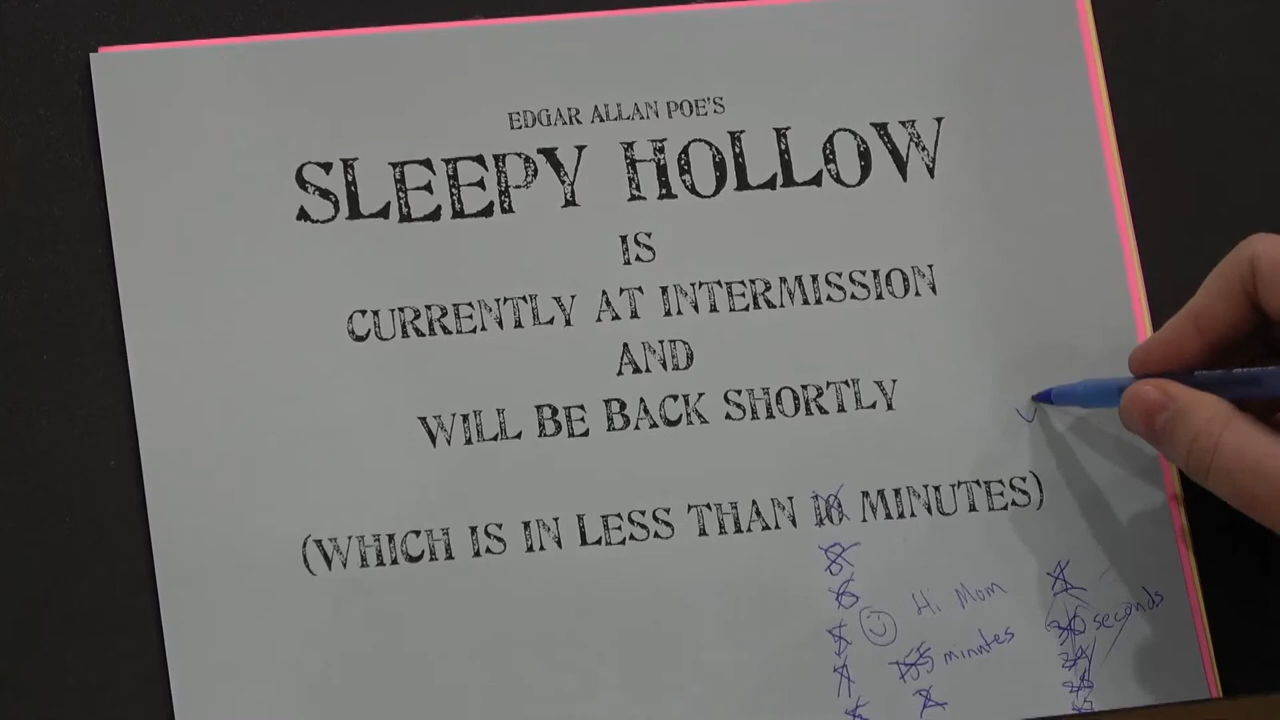 EDGAR ALLAN POE'S
SLEEPY HOLLOW
IS
CURRENTLY AT INTERMISSION
AND
WILL BE BACK SHORTLY
(WHICH IS IN LESS THAN 10 MINUTES)
Hi Mom
minutes
seconds